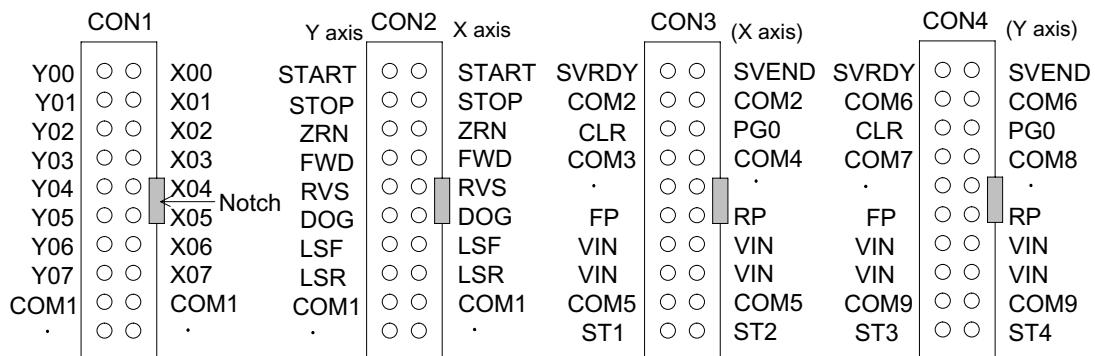 CON1 Y axis CON2 X axis CON3 (X axis) CON4 (Y axis)
Y00 X00 START START SVRDY SVEND SVRDY SVEND
Y01 X01 STOP STOP COM2 COM2 COM6 COM6
Y02 X02 ZRN ZRN CLR PG0 CLR PG0
Y03 X03 FWD FWD COM3 COM4 COM7 COM8
Y04 X04 RVS RVS · · · ·
Notch
Y05 X05 DOG DOG FP RP FP RP
Y06 X06 LSF LSF VIN VIN VIN VIN
Y07 X07 LSR LSR VIN VIN VIN VIN
COM1 COM1 COM1 COM1 COM5 COM5 COM9 COM9
· · · · ST1 ST2 ST3 ST4